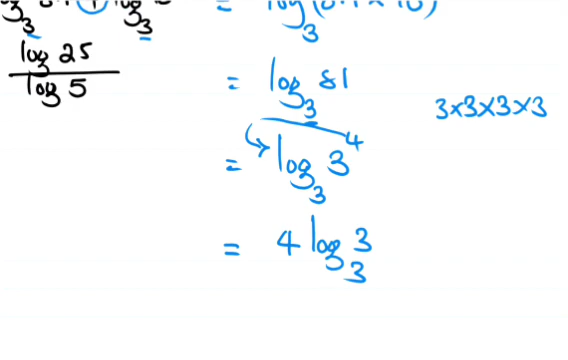 log 25
log 5
= log₃ 81
3×3×3×3
= log₃ 3⁴
= 4 log₃ 3